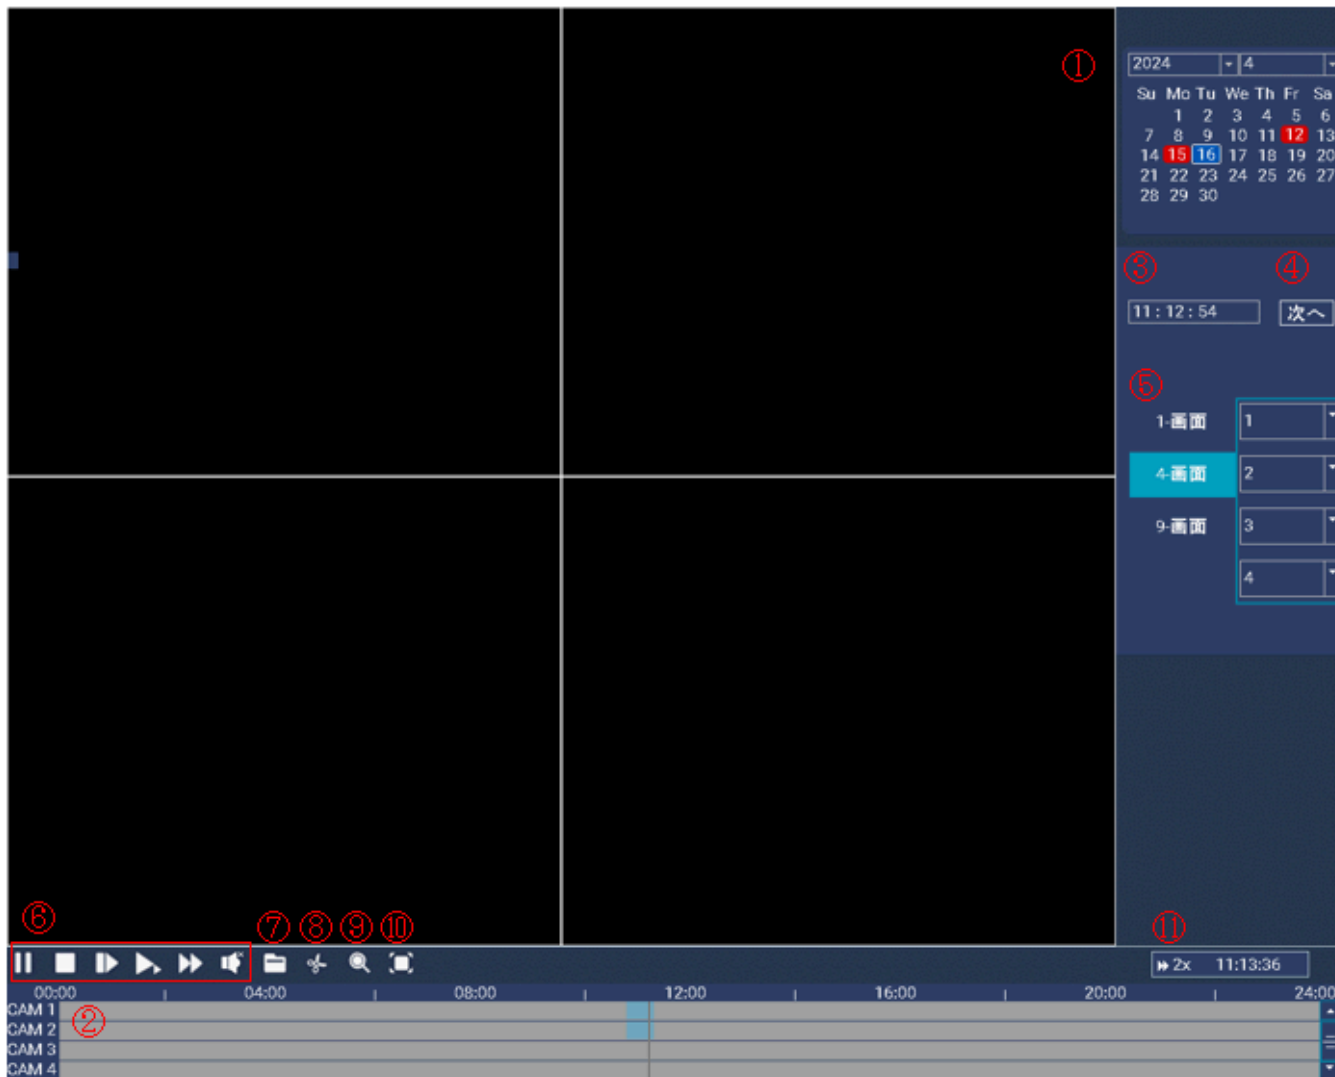 ①
2024 4
Su Mo Tu We Th Fr Sa
1 2 3 4 5 6
7 8 9 10 11 12 13
14 15 16 17 18 19 20
21 22 23 24 25 26 27
28 29 30
③ ④
11:12:54 次へ
⑤
1-画面 1
4-画面 2
9-画面 3
4
⑥ ⑦ ⑧ ⑨ ⑩ ⑪
2x 11:13:36
00:00 04:00 08:00 12:00 16:00 20:00 24:00
CAM 1
②
CAM 2
CAM 3
CAM 4